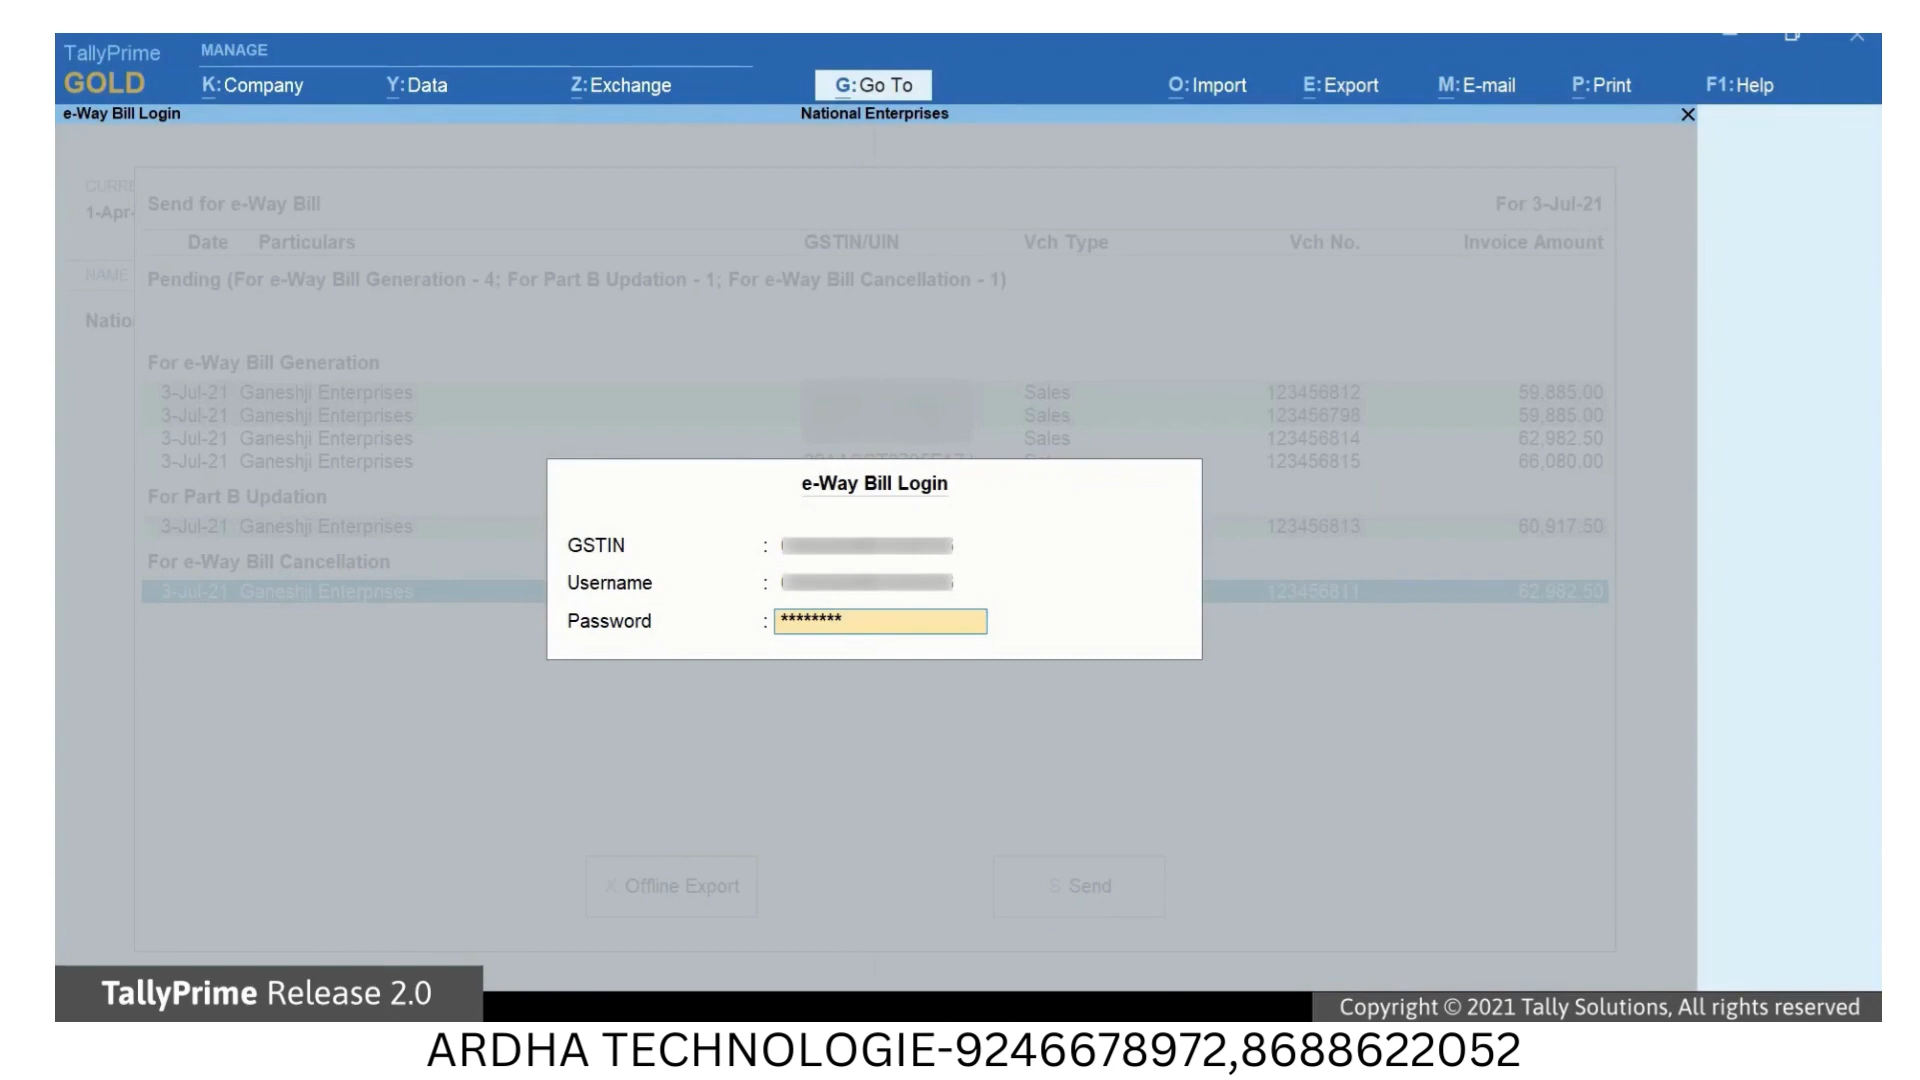 TallyPrime MANAGE
GOLD K:Company Y:Data Z:Exchange G:Go To O:Import E:Export M:E-mail P:Print F1:Help
e-Way Bill Login National Enterprises
CURRE
1-Apr- Send for e-Way Bill For 3-Jul-21
Date Particulars GSTIN/UIN Vch Type Vch No. Invoice Amount
NAME Pending (For e-Way Bill Generation - 4; For Part B Updation - 1; For e-Way Bill Cancellation - 1)
Natio
For e-Way Bill Generation
3-Jul-21 Ganeshji Enterprises Sales 123456812 59,885.00
3-Jul-21 Ganeshji Enterprises Sales 123456798 59,885.00
3-Jul-21 Ganeshji Enterprises Sales 123456814 62,982.50
3-Jul-21 Ganeshji Enterprises 123456815 66,080.00
For Part B Updation
3-Jul-21 Ganeshji Enterprises 123456813 60,917.50
For e-Way Bill Cancellation
3-Jul-21 Ganeshji Enterprises 123456811 62,982.50
e-Way Bill Login
GSTIN :
Username :
Password : ********
X: Offline Export S: Send
TallyPrime Release 2.0
Copyright © 2021 Tally Solutions, All rights reserved
ARDHA TECHNOLOGIE-9246678972,8688622052